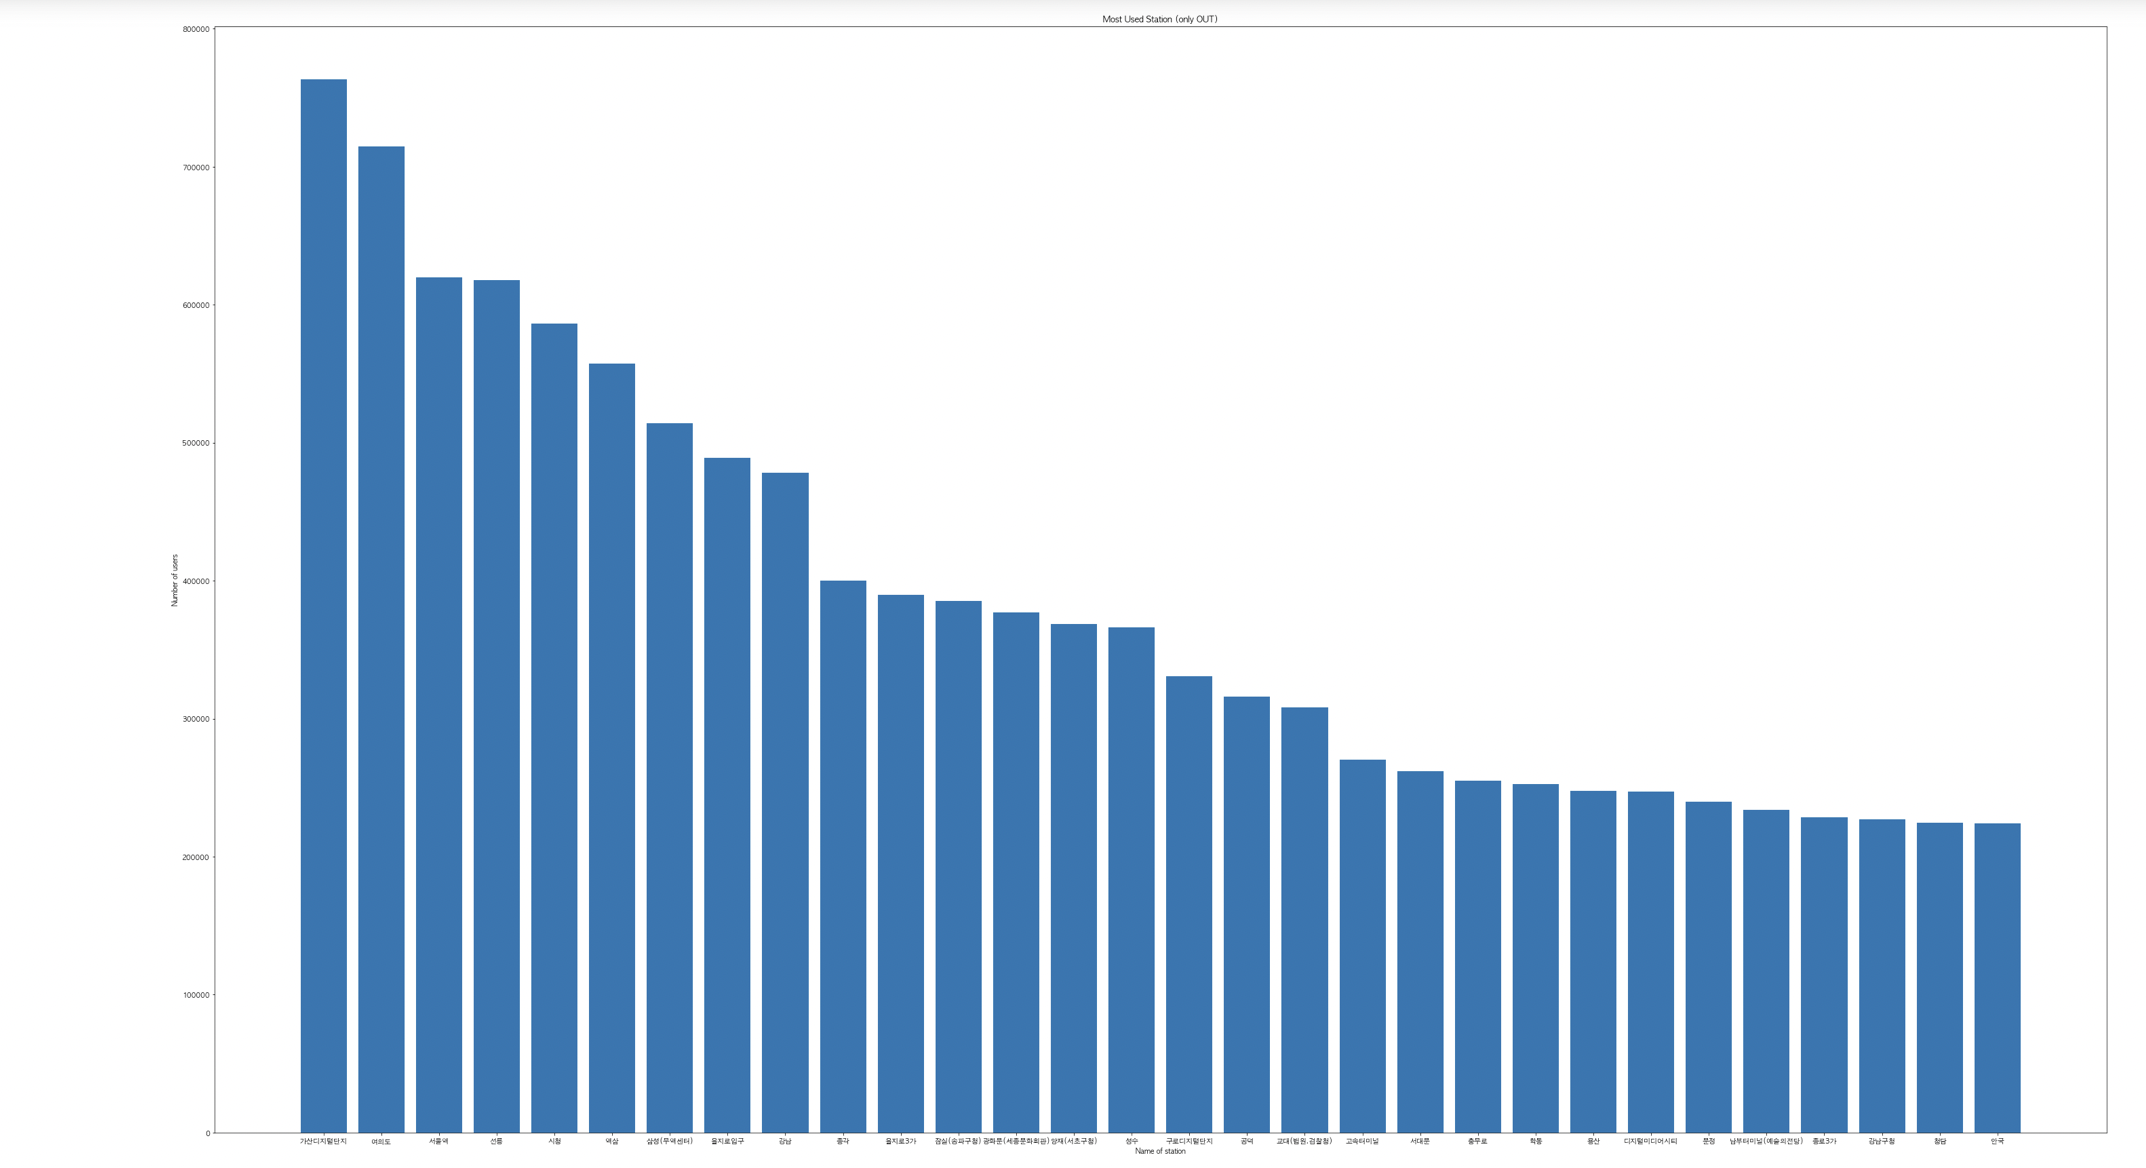 Most Used Station (only OUT)
800000
700000
600000
500000
400000
300000
200000
100000
0
Number of users
가산디지털단지 여의도 서울역 선릉 시청 역삼 삼성(무역센터) 을지로입구 강남 종각 을지로3가 잠실(송파구청) 광화문(세종문화회관) 양재(서초구청) 성수 구로디지털단지 공덕 교대(법원.검찰청) 고속터미널 서대문 충무로 학동 용산 디지털미디어시티 문정 남부터미널(예술의전당) 종로3가 강남구청 청담 안국
Name of station